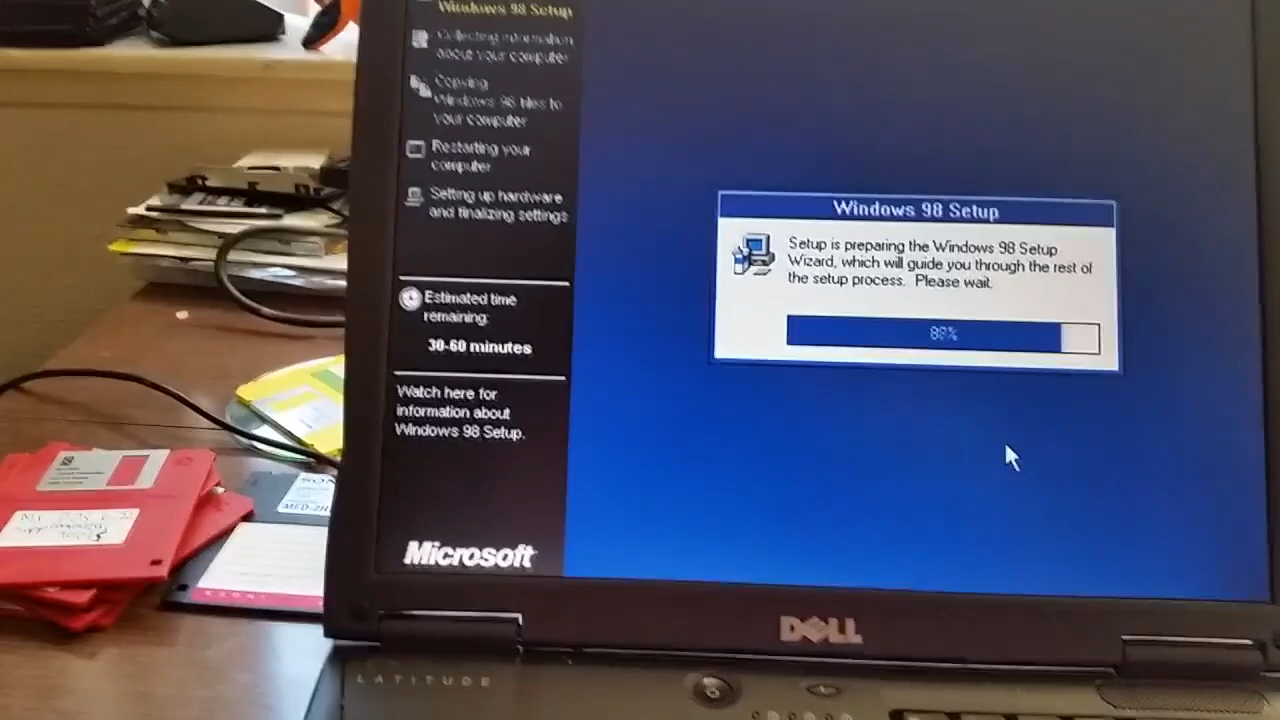 Windows 98 Setup
Collecting information
about your computer
Copying
Windows 98 files to
your computer
Restarting your
computer
Setting up hardware
and finalizing settings
Estimated time
remaining:
30-60 minutes
Watch here for
information about
Windows 98 Setup.
Microsoft
Windows 98 Setup
Setup is preparing the Windows 98 Setup
Wizard, which will guide you through the rest of
the setup process. Please wait.
DELL
LATITUDE
SONY